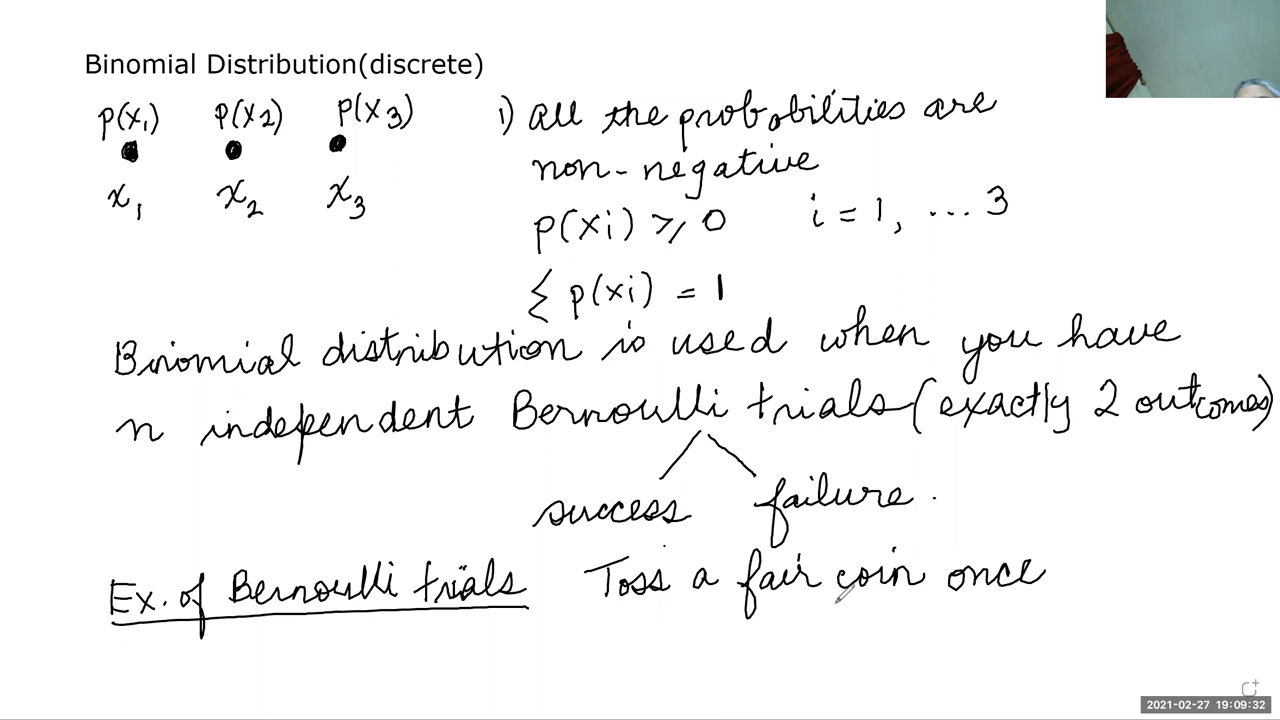 Binomial Distribution(discrete)
p(x₁) p(x₂) p(x₃)
x₁ x₂ x₃
1) All the probabilities are
non-negative
p(xi) ≥ 0 i = 1, ... 3
Σ p(xi) = 1
Binomial distribution is used when you have
n independent Bernoulli trials (exactly 2 outcomes)
success failure.
Ex. of Bernoulli trials Toss a fair coin once
2021-02-27 19:09:32